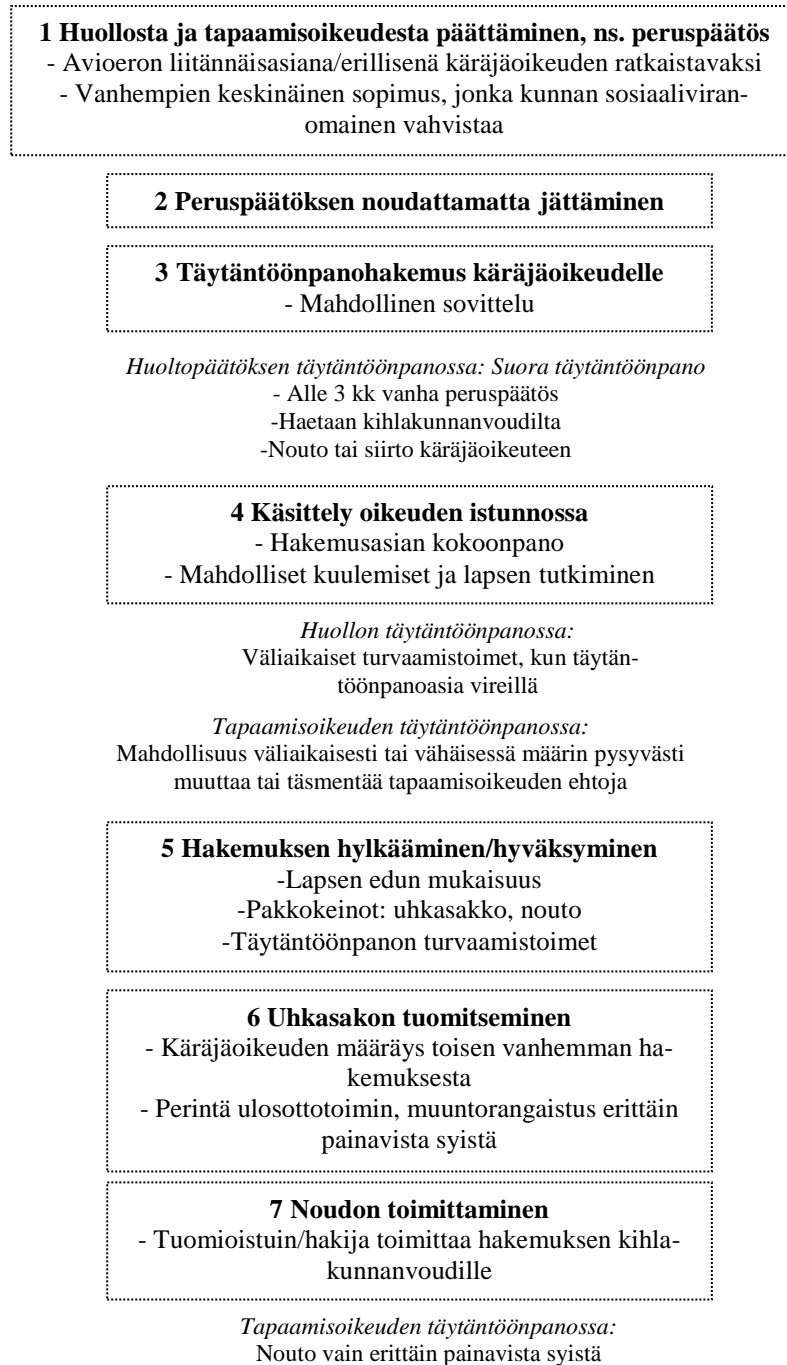 1 Huollosta ja tapaamisoikeudesta päättäminen, ns. peruspäätös
- Avioeron liitännäisasiana/erillisenä käräjäoikeuden ratkaistavaksi
- Vanhempien keskinäinen sopimus, jonka kunnan sosiaaliviran-
omainen vahvistaa
2 Peruspäätöksen noudattamatta jättäminen
3 Täytäntöönpanohakemus käräjäoikeudelle
- Mahdollinen sovittelu
Huoltopäätöksen täytäntöönpanossa: Suora täytäntöönpano
- Alle 3 kk vanha peruspäätös
-Haetaan kihlakunnanvoudilta
-Nouto tai siirto käräjäoikeuteen
4 Käsittely oikeuden istunnossa
- Hakemusasian kokoonpano
- Mahdolliset kuulemiset ja lapsen tutkiminen
Huollon täytäntöönpanossa:
Väliaikaiset turvaamistoimet, kun täytän-
töönpanoasia vireillä
Tapaamisoikeuden täytäntöönpanossa:
Mahdollisuus väliaikaisesti tai vähäisessä määrin pysyvästi
muuttaa tai täsmentää tapaamisoikeuden ehtoja
5 Hakemuksen hylkääminen/hyväksyminen
-Lapsen edun mukaisuus
-Pakkokeinot: uhkasakko, nouto
-Täytäntöönpanon turvaamistoimet
6 Uhkasakon tuomitseminen
- Käräjäoikeuden määräys toisen vanhemman ha-
kemuksesta
- Perintä ulosottotoimin, muuntorangaistus erittäin
painavista syistä
7 Noudon toimittaminen
- Tuomioistuin/hakija toimittaa hakemuksen kihla-
kunnanvoudille
Tapaamisoikeuden täytäntöönpanossa:
Nouto vain erittäin painavista syistä